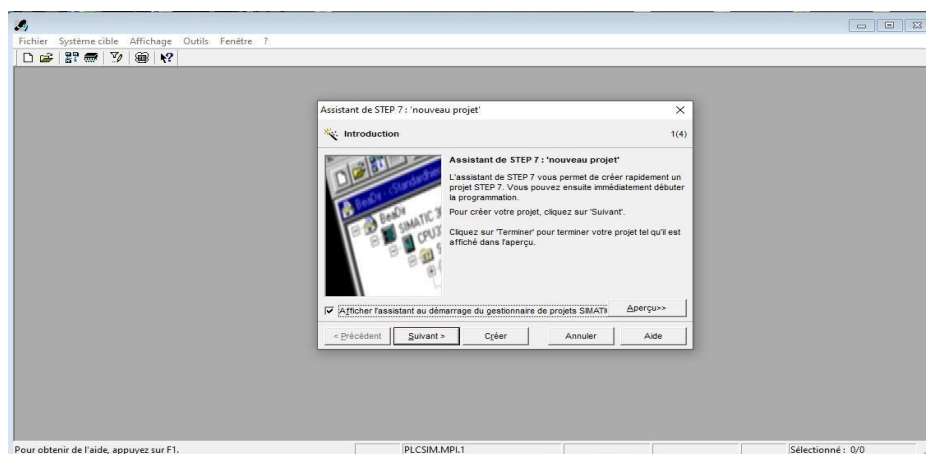 Fichier Système cible Affichage Outils Fenêtre ?
Assistant de STEP 7 : 'nouveau projet'
Introduction
1(4)
Assistant de STEP 7 : 'nouveau projet'
L'assistant de STEP 7 vous permet de créer rapidement un
projet STEP 7. Vous pouvez ensuite immédiatement débuter
la programmation.
Pour créer votre projet, cliquez sur 'Suivant'.
Cliquez sur 'Terminer' pour terminer votre projet tel qu'il est
affiché dans l'aperçu.
BeaDir
SIMATIC 3
Afficher l'assistant au démarrage du gestionnaire de projets SIMATI
Aperçu>>
< Précédent
Suivant >
Créer
Annuler
Aide
Pour obtenir de l'aide, appuyez sur F1.
PLCSIM.MPI.1
Sélectionné : 0/0